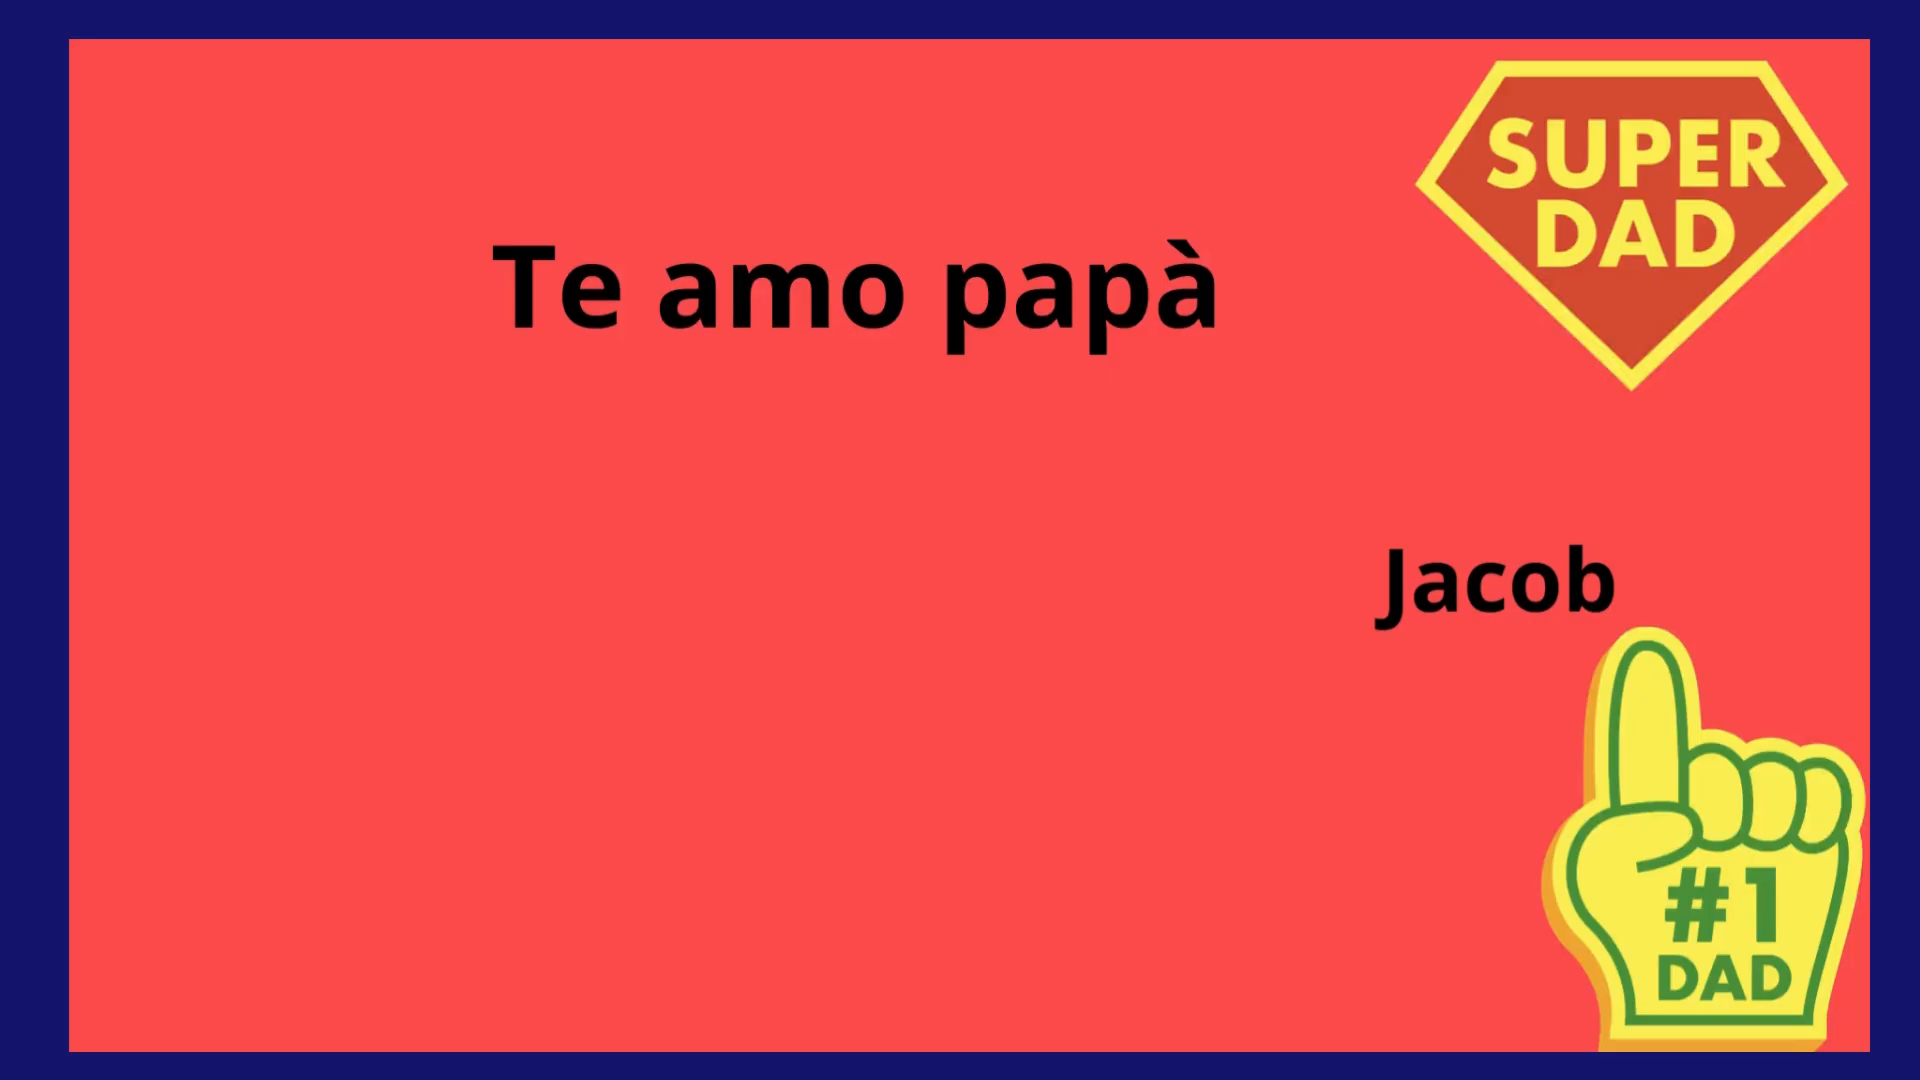 SUPER
DAD
Te amo papà
Jacob
#1
DAD